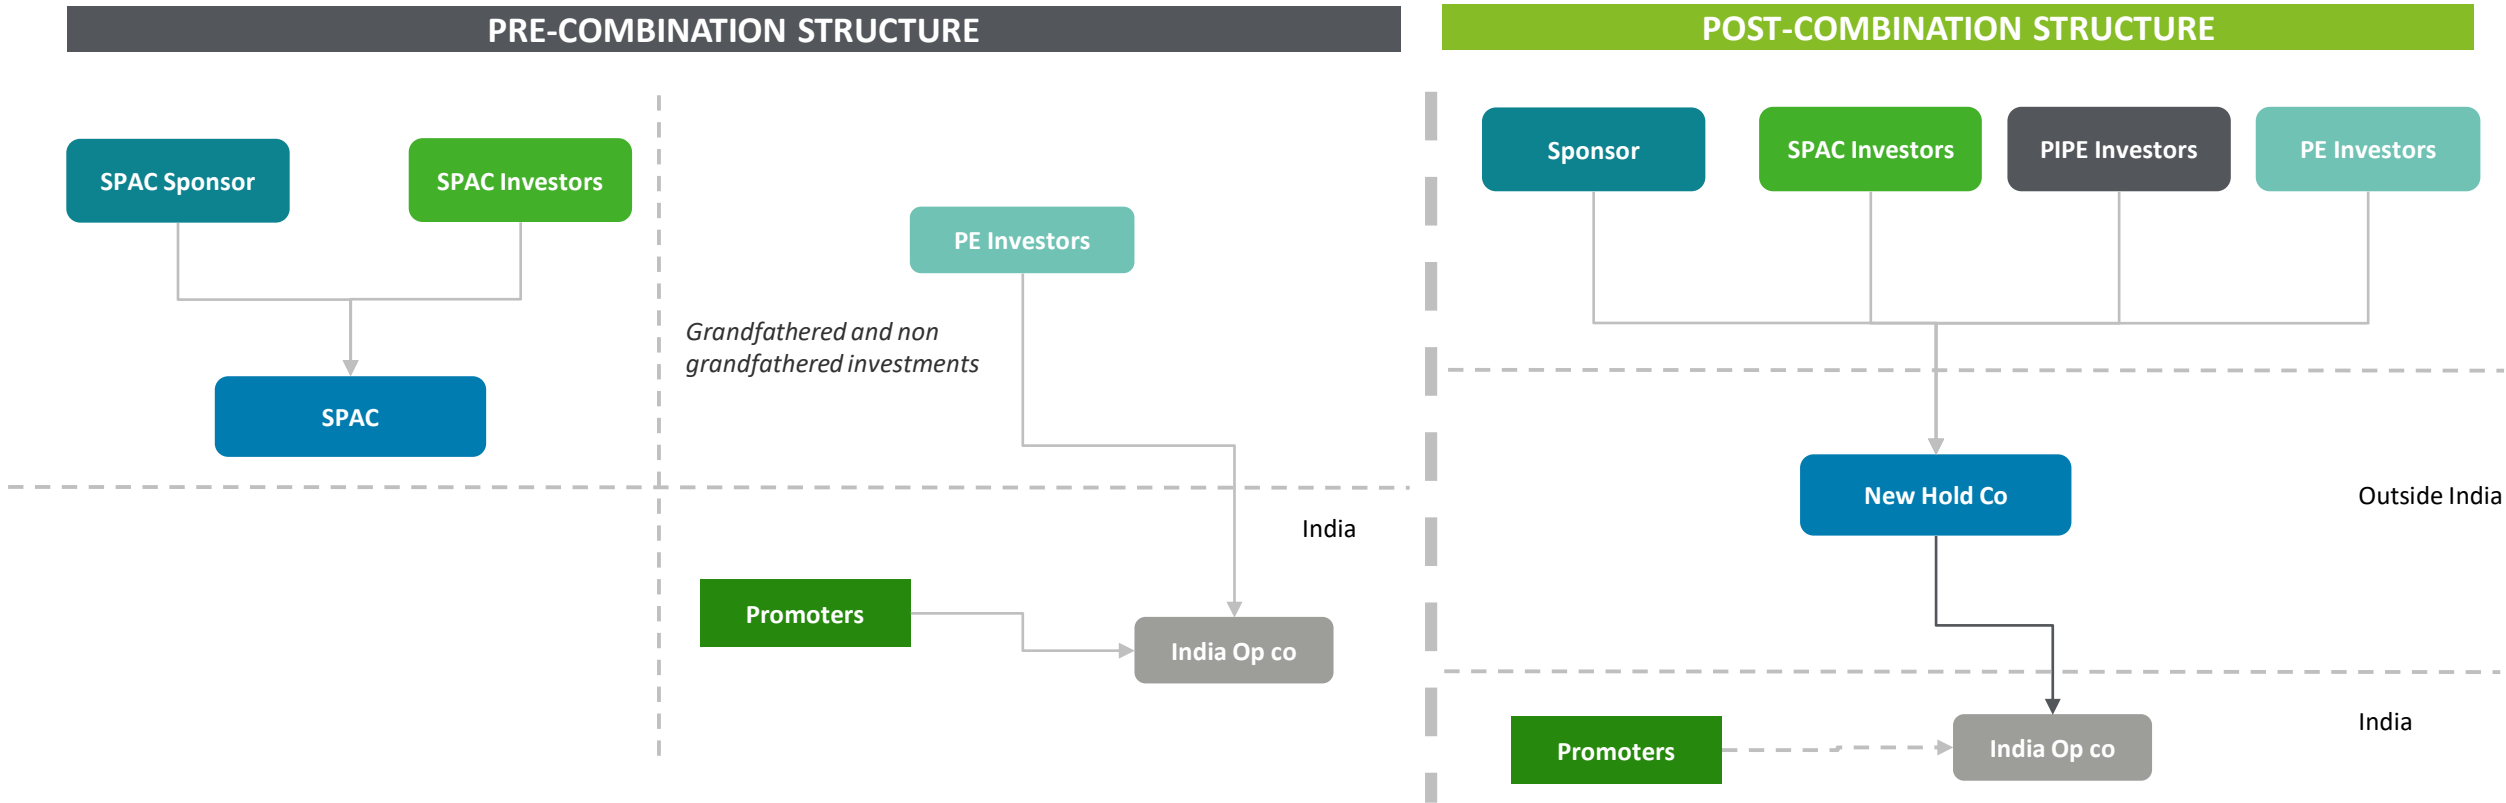 PRE-COMBINATION STRUCTURE
SPAC Sponsor
SPAC Investors
SPAC
PE Investors
Grandfathered and non
grandfathered investments
India
Promoters
India Op co
POST-COMBINATION STRUCTURE
Sponsor
SPAC Investors
PIPE Investors
PE Investors
New Hold Co
Outside India
India
Promoters
India Op co